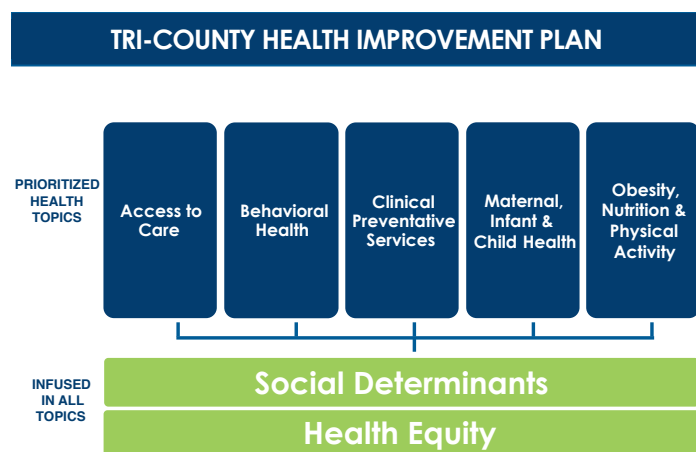 TRI-COUNTY HEALTH IMPROVEMENT PLAN
PRIORITIZED
HEALTH
TOPICS
Access to
Care
Behavioral
Health
Clinical
Preventative
Services
Maternal,
Infant &
Child Health
Obesity,
Nutrition &
Physical
Activity
INFUSED
IN ALL
TOPICS
Social Determinants
Health Equity